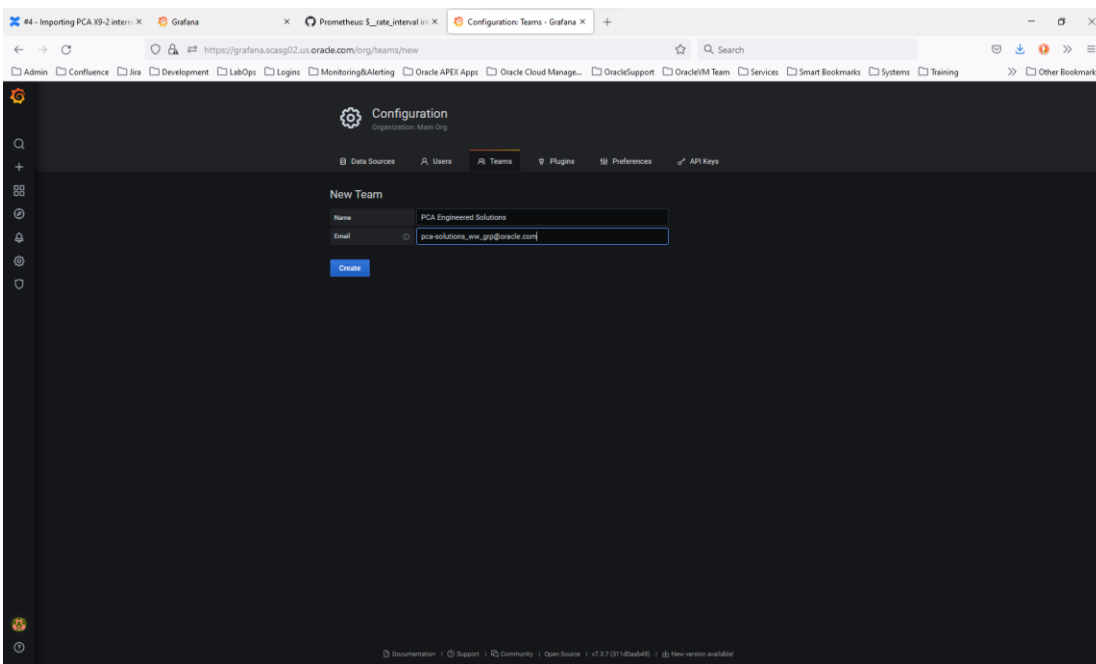 #4 - Importing PCA X9-2 intern
Grafana
Prometheus: $__rate_interval int
Configuration: Teams - Grafana
https://grafana.scasg02.us.oracle.com/org/teams/new
Search
Admin Confluence Jira Development LabOps Logins Monitoring&Alerting Oracle APEX Apps Oracle Cloud Manage... OracleSupport OracleVM Team Services Smart Bookmarks Systems Training Other Bookmark
Configuration
Organization: Main Org.
Data Sources Users Teams Plugins Preferences API Keys
New Team
Name PCA Engineered Solutions
Email pca-solutions_ww_grp@oracle.com
Create
Documentation | Support | Community | Open Source | v7.3.7 | New version available!